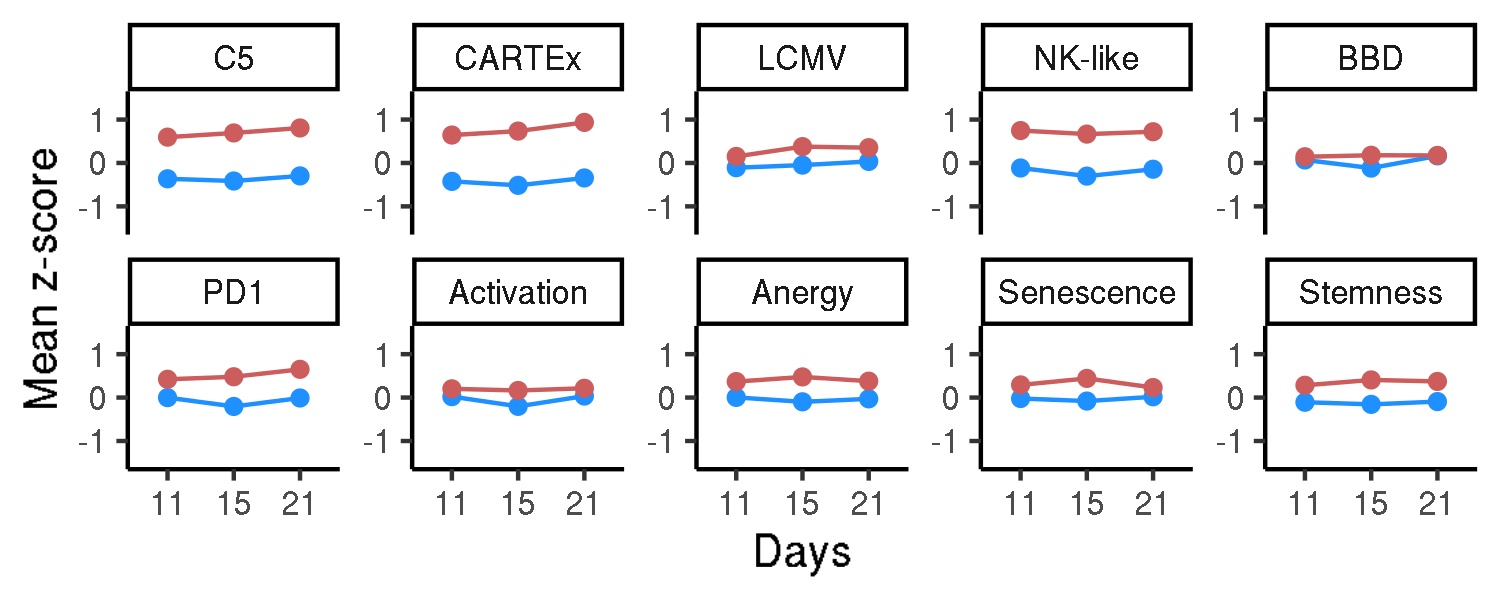 C5 CARTEx LCMV NK-like BBD
1 1 1 1 1
0 0 0 0 0
-1 -1 -1 -1 -1
PD1 Activation Anergy Senescence Stemness
1 1 1 1 1
0 0 0 0 0
-1 -1 -1 -1 -1
11 15 21 11 15 21 11 15 21 11 15 21 11 15 21
Days
Mean z-score